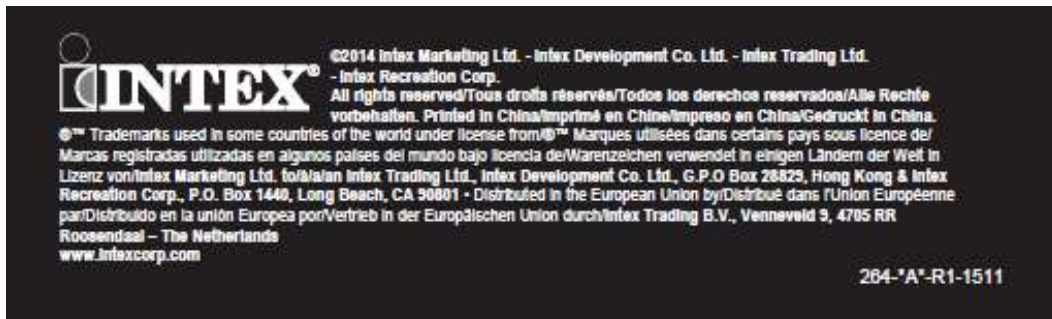 INTEX®
©2014 Intex Marketing Ltd. - Intex Development Co. Ltd. - Intex Trading Ltd.
- Intex Recreation Corp.
All rights reserved/Tous droits réservés/Todos los derechos reservados/Alle Rechte
vorbehalten. Printed in China/Imprimé en Chine/Impreso en China/Gedruckt in China.
®™ Trademarks used in some countries of the world under license from/®™ Marques utilisées dans certains pays sous licence de/
Marcas registradas utilizadas en algunos países del mundo bajo licencia de/Warenzeichen verwendet in einigen Ländern der Welt in
Lizenz von/Intex Marketing Ltd. to/à/a/an Intex Trading Ltd., Intex Development Co. Ltd., G.P.O Box 28829, Hong Kong & Intex
Recreation Corp., P.O. Box 1440, Long Beach, CA 90801 • Distributed in the European Union by/Distribué dans l'Union Européenne
par/Distribuido en la unión Europea por/Vertrieb in der Europäischen Union durch/Intex Trading B.V., Venneveld 9, 4705 RR
Roosendaal – The Netherlands
www.intexcorp.com
264-"A"-R1-1511